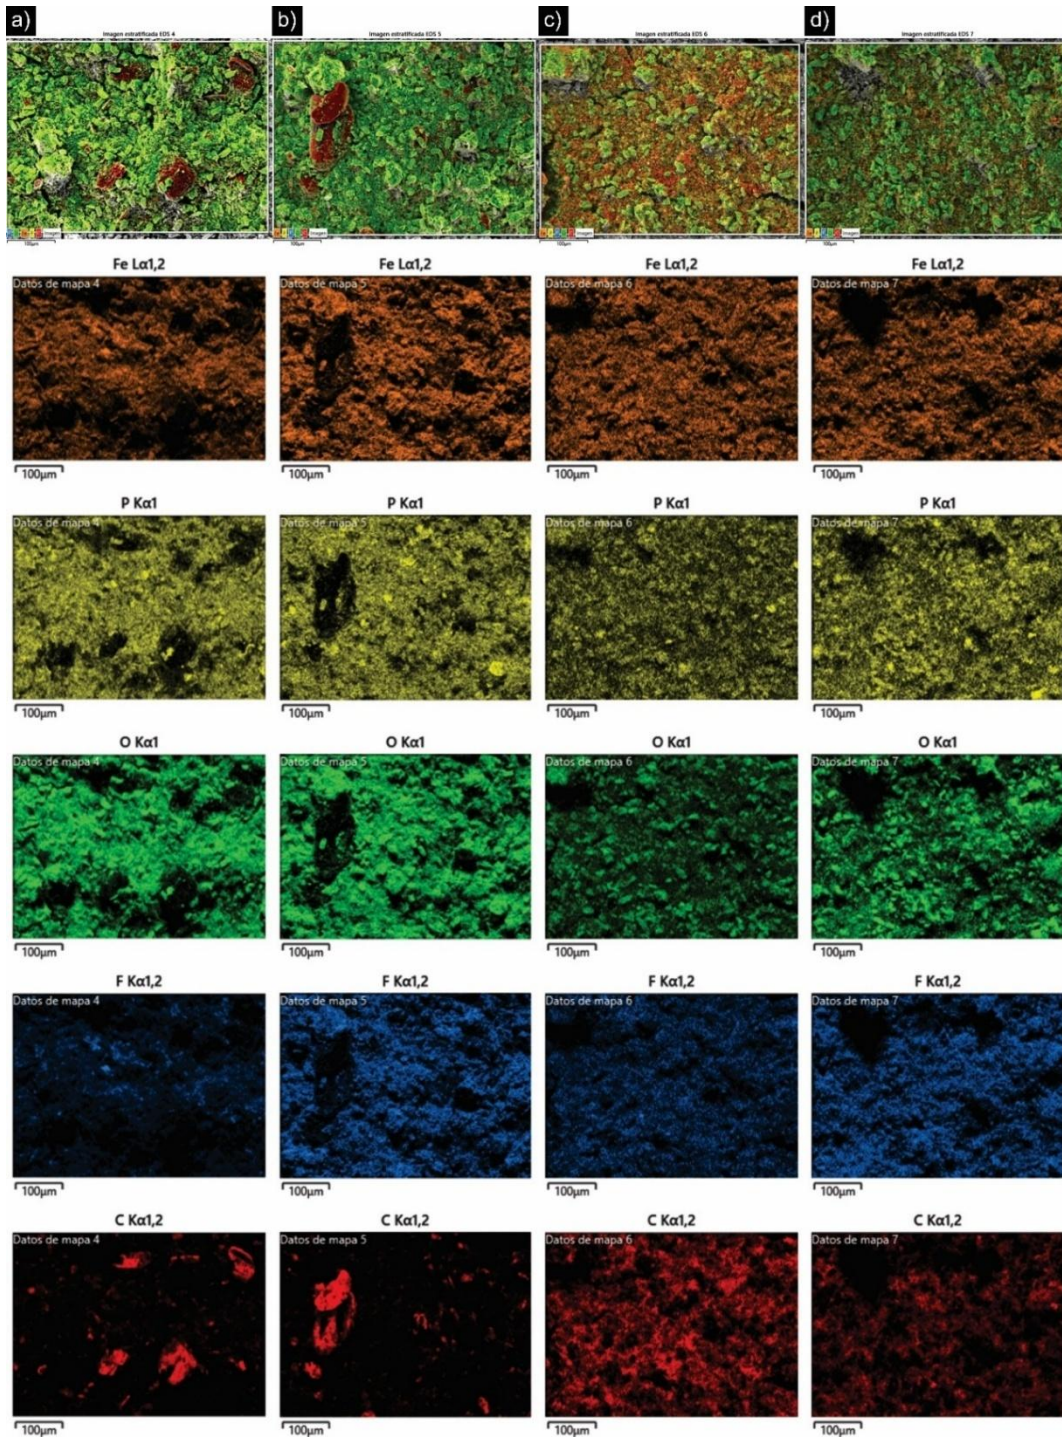 a) b) c) d)
Imagen estratificada EDS 4 Imagen estratificada EDS 5 Imagen estratificada EDS 6 Imagen estratificada EDS 7
Imagen Imagen Imagen Imagen
100µm 100µm 100µm 100µm
Fe Lα1,2 Fe Lα1,2 Fe Lα1,2 Fe Lα1,2
Datos de mapa 4 Datos de mapa 5 Datos de mapa 6 Datos de mapa 7
100µm 100µm 100µm 100µm
P Kα1 P Kα1 P Kα1 P Kα1
Datos de mapa 4 Datos de mapa 5 Datos de mapa 6 Datos de mapa 7
100µm 100µm 100µm 100µm
O Kα1 O Kα1 O Kα1 O Kα1
Datos de mapa 4 Datos de mapa 5 Datos de mapa 6 Datos de mapa 7
100µm 100µm 100µm 100µm
F Kα1,2 F Kα1,2 F Kα1,2 F Kα1,2
Datos de mapa 4 Datos de mapa 5 Datos de mapa 6 Datos de mapa 7
100µm 100µm 100µm 100µm
C Kα1,2 C Kα1,2 C Kα1,2 C Kα1,2
Datos de mapa 4 Datos de mapa 5 Datos de mapa 6 Datos de mapa 7
100µm 100µm 100µm 100µm